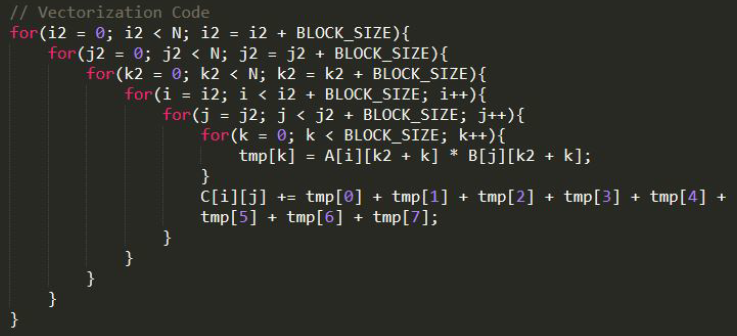 // Vectorization Code
for(i2 = 0; i2 < N; i2 = i2 + BLOCK_SIZE){
    for(j2 = 0; j2 < N; j2 = j2 + BLOCK_SIZE){
        for(k2 = 0; k2 < N; k2 = k2 + BLOCK_SIZE){
            for(i = i2; i < i2 + BLOCK_SIZE; i++){
                for(j = j2; j < j2 + BLOCK_SIZE; j++){
                    for(k = 0; k < BLOCK_SIZE; k++){
                        tmp[k] = A[i][k2 + k] * B[j][k2 + k];
                    }
                    C[i][j] += tmp[0] + tmp[1] + tmp[2] + tmp[3] + tmp[4] +
                    tmp[5] + tmp[6] + tmp[7];
                }
            }
        }
    }
}